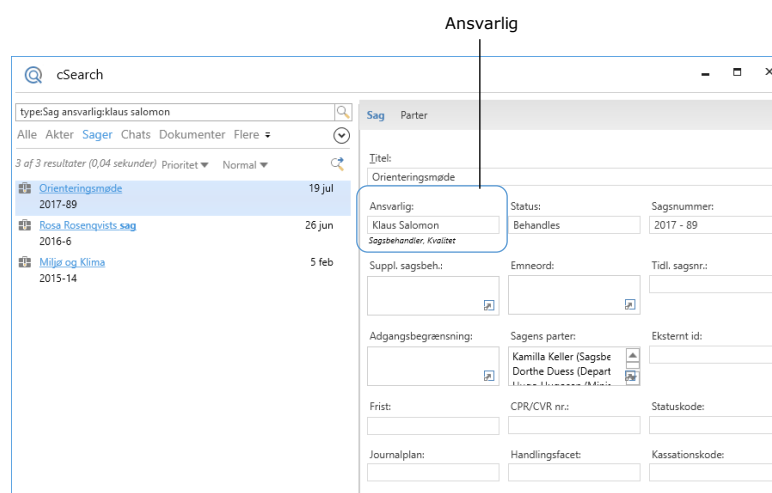 Ansvarlig
cSearch
type:Sag ansvarlig:klaus salomon
Alle Akter Sager Chats Dokumenter Flere
3 af 3 resultater (0,04 sekunder) Prioritet Normal
Orienteringsmøde 19 jul
2017-89
Rosa Rosenqvists sag 26 jun
2016-6
Miljø og Klima 5 feb
2015-14
Sag Parter
Titel:
Orienteringsmøde
Ansvarlig: Status: Sagsnummer:
Klaus Salomon Behandles 2017 - 89
Sagsbehandler, Kvalitet
Suppl. sagsbeh.: Emneord: Tidl. sagsnr.:
Adgangsbegrænsning: Sagens parter: Eksternt id:
Kamilla Keller (Sagsbe
Dorthe Duess (Depart
Frist: CPR/CVR nr.: Statuskode:
Journalplan: Handlingsfacet: Kassationskode: